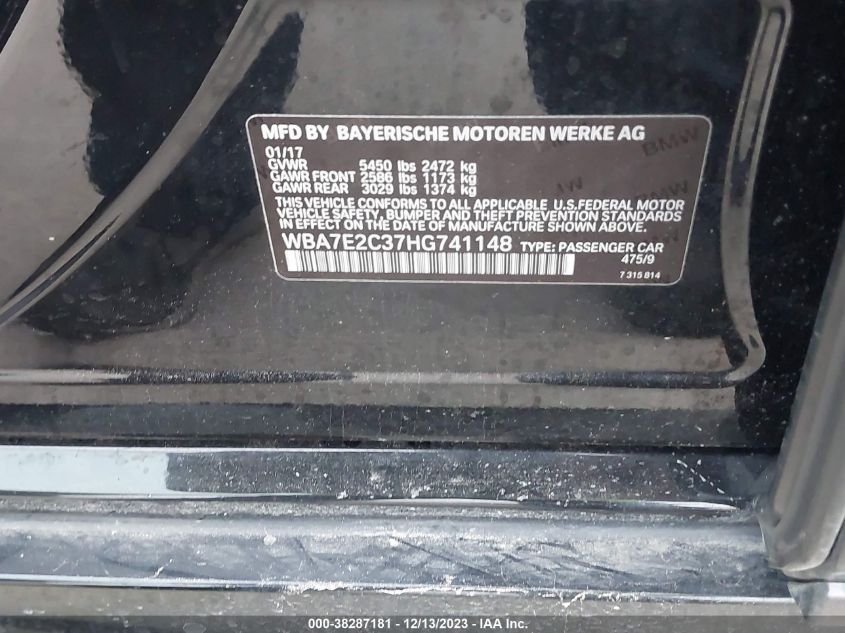 MFD BY BAYERISCHE MOTOREN WERKE AG
01/17
GVWR 5450 lbs 2472 kg
GAWR FRONT 2586 lbs 1173 kg
GAWR REAR 3029 lbs 1374 kg
THIS VEHICLE CONFORMS TO ALL APPLICABLE U.S.FEDERAL MOTOR
VEHICLE SAFETY, BUMPER AND THEFT PREVENTION STANDARDS
IN EFFECT ON THE DATE OF MANUFACTURE SHOWN ABOVE.
WBA7E2C37HG741148 TYPE: PASSENGER CAR
475/9
7 315 814
BMW
BMW
000-38287181 - 12/13/2023 - IAA Inc.